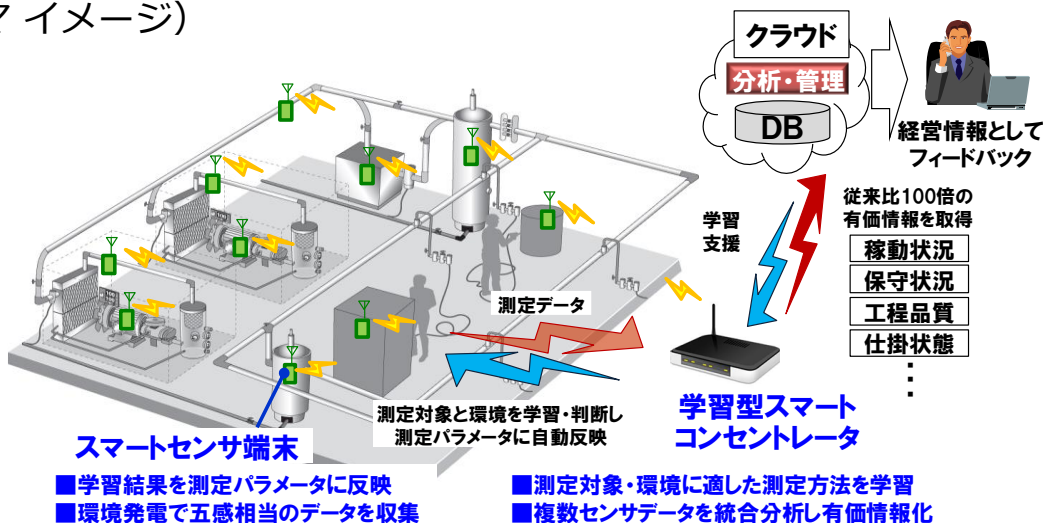 イメージ）
クラウド
分析・管理
DB
経営情報として
フィードバック
従来比100倍の
有価情報を取得
稼動状況
保守状況
工程品質
仕掛状態
学習
支援
測定データ
測定対象と環境を学習・判断し
測定パラメータに自動反映
学習型スマート
コンセントレータ
スマートセンサ端末
■学習結果を測定パラメータに反映
■環境発電で五感相当のデータを収集
■測定対象・環境に適した測定方法を学習
■複数センサデータを統合分析し有価情報化